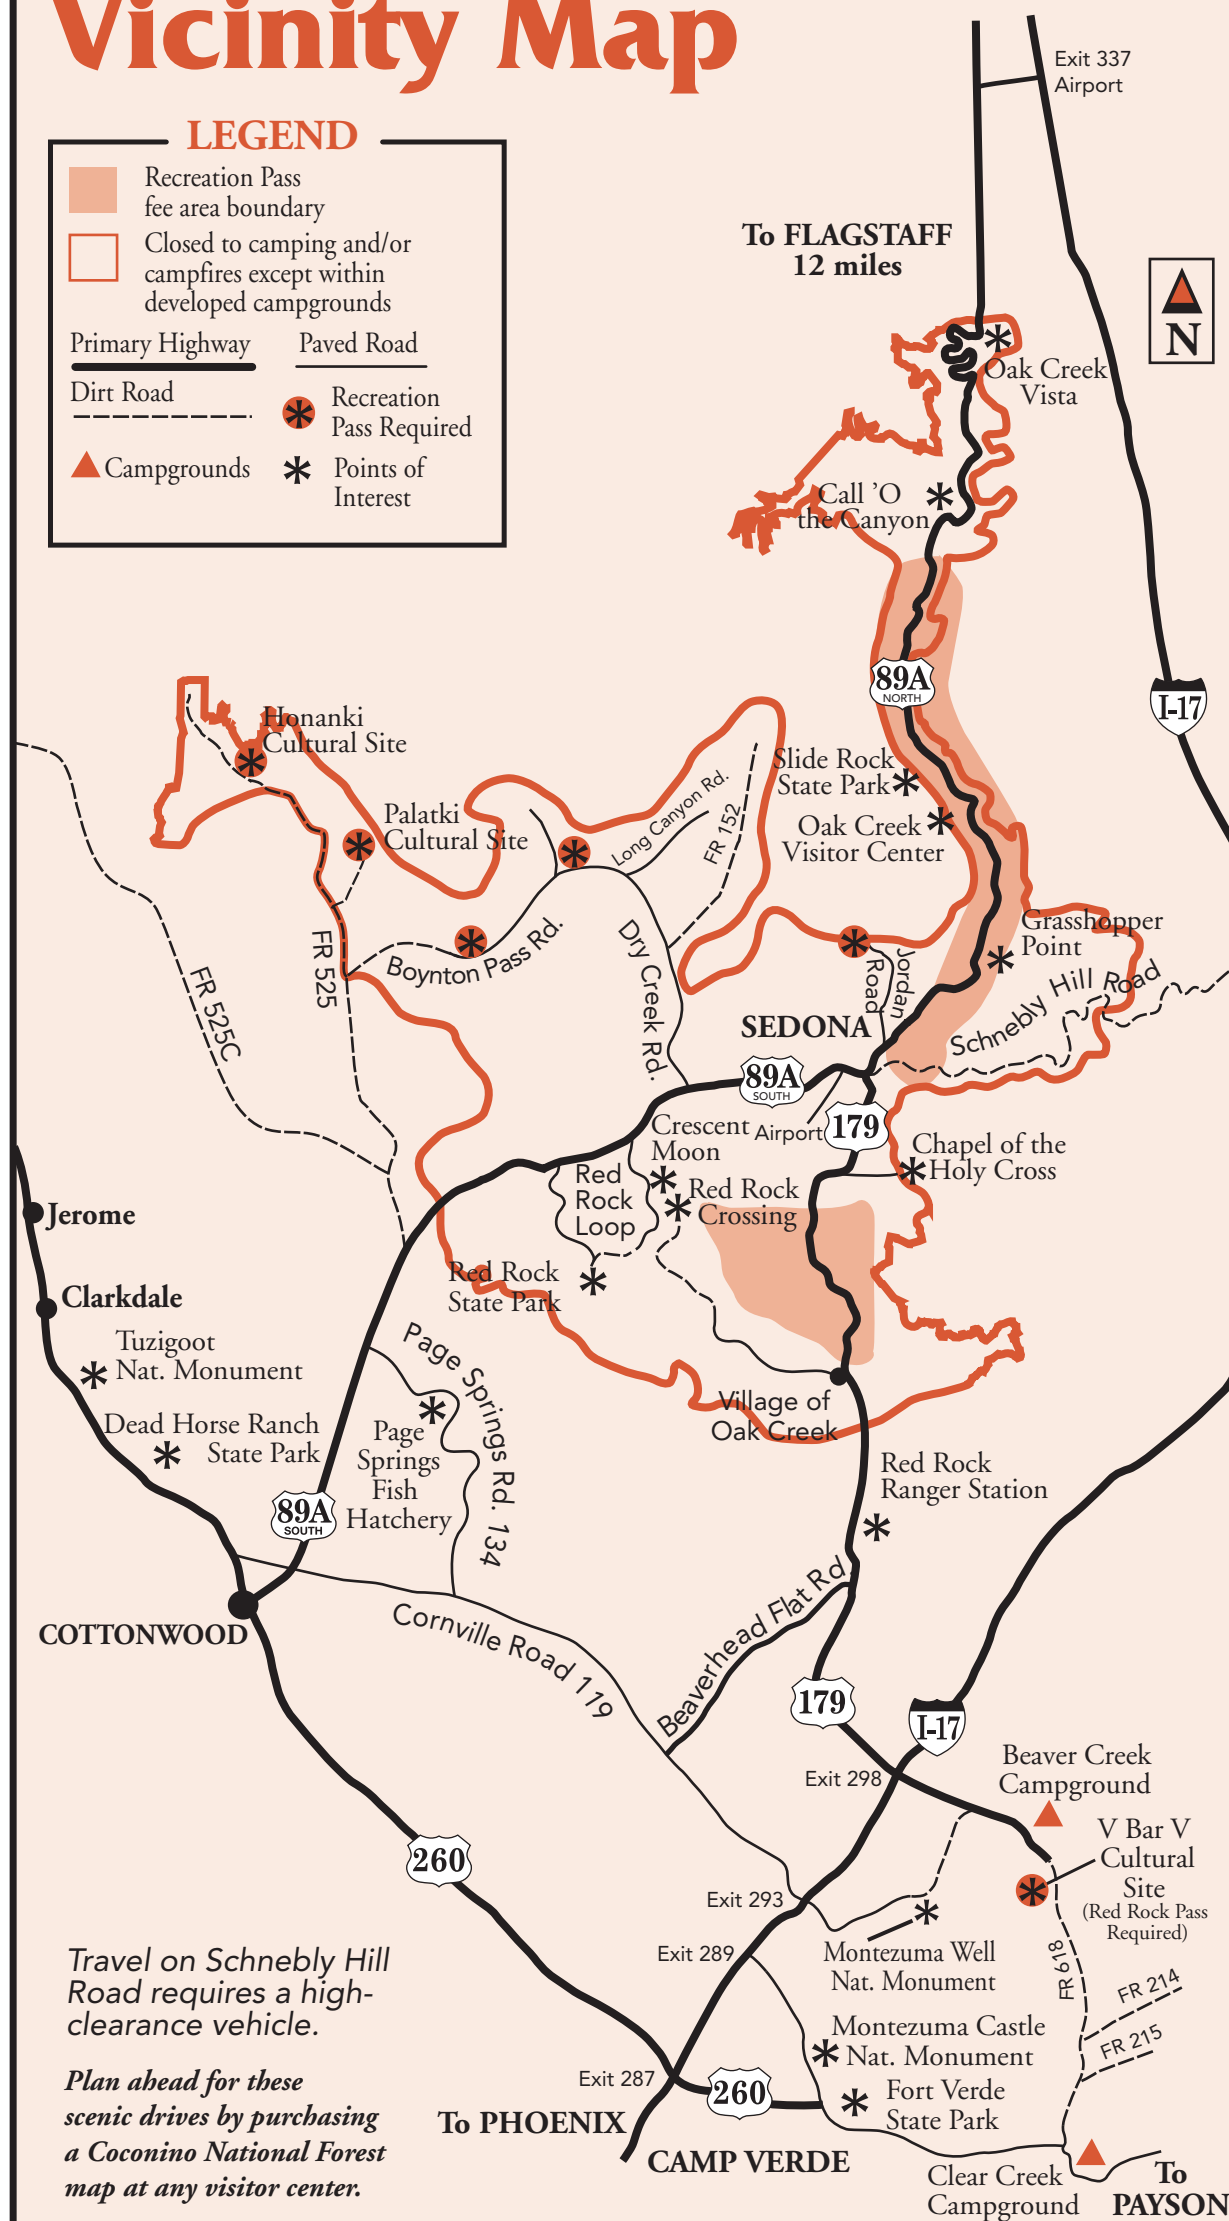 Vicinity Map
LEGEND
Recreation Pass
fee area boundary
Closed to camping and/or
campfires except within
developed campgrounds
Primary Highway
Paved Road
Dirt Road
Recreation
Pass Required
Campgrounds
Points of
Interest
Exit 337
Airport
To FLAGSTAFF
12 miles
N
Oak Creek
Vista
Call ’O
the Canyon
89A
NORTH
I-17
Honanki
Cultural Site
Palatki
Cultural Site
Long Canyon Rd.
FR 152
Slide Rock
State Park
Oak Creek
Visitor Center
Grasshopper
Point
FR 525
Boynton Pass Rd.
Dry Creek Rd.
Jordan
Road
Schnebly Hill Road
FR 525C
SEDONA
89A
SOUTH
Airport
179
Crescent
Moon
Chapel of the
Holy Cross
Red
Rock
Loop
Red Rock
Crossing
Jerome
Red Rock
State Park
Clarkdale
Tuzigoot
Nat. Monument
Page Springs Rd. 134
Dead Horse Ranch
State Park
Page
Springs
Fish
Hatchery
Village of
Oak Creek
Red Rock
Ranger Station
89A
SOUTH
COTTONWOOD
Cornville Road 119
Beaverhead Flat Rd.
179
I-17
Exit 298
Beaver Creek
Campground
V Bar V
Cultural
Site
(Red Rock Pass
Required)
260
Exit 293
Exit 289
Montezuma Well
Nat. Monument
FR 618
FR 214
FR 215
Travel on Schnebly Hill
Road requires a high-
clearance vehicle.
Montezuma Castle
Nat. Monument
Exit 287
260
Fort Verde
State Park
Plan ahead for these
scenic drives by purchasing
a Coconino National Forest
map at any visitor center.
To PHOENIX
CAMP VERDE
Clear Creek
Campground
To
PAYSON